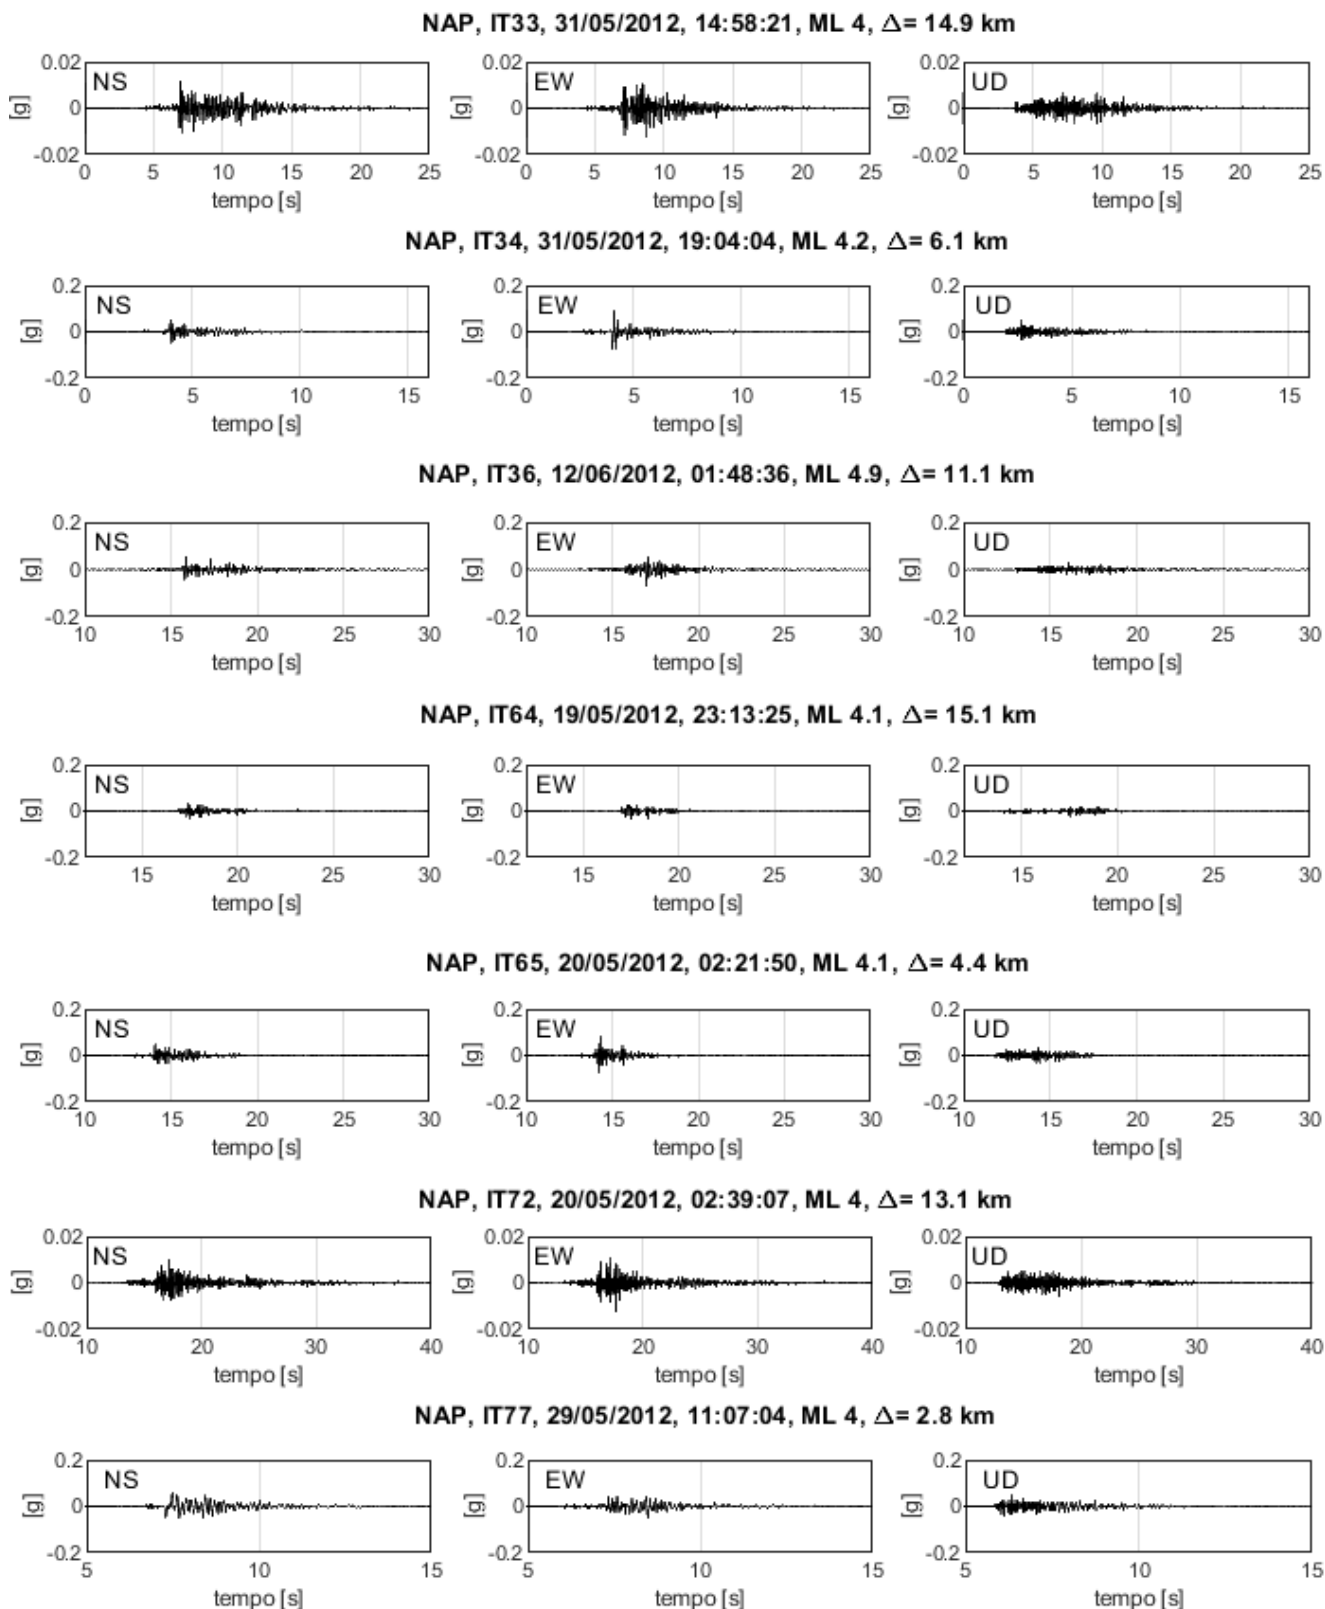 NAP, IT33, 31/05/2012, 14:58:21, ML 4, Δ= 14.9 km
0.02 0.02 0.02
NS EW UD
[g] 0 [g] 0 [g] 0
-0.02 -0.02 -0.02
0 5 10 15 20 25 0 5 10 15 20 25 0 5 10 15 20 25
tempo [s] tempo [s] tempo [s]
NAP, IT34, 31/05/2012, 19:04:04, ML 4.2, Δ= 6.1 km
0.2 0.2 0.2
NS EW UD
[g] 0 [g] 0 [g] 0
-0.2 -0.2 -0.2
0 5 10 15 0 5 10 15 0 5 10 15
tempo [s] tempo [s] tempo [s]
NAP, IT36, 12/06/2012, 01:48:36, ML 4.9, Δ= 11.1 km
0.2 0.2 0.2
NS EW UD
[g] 0 [g] 0 [g] 0
-0.2 -0.2 -0.2
10 15 20 25 30 10 15 20 25 30 10 15 20 25 30
tempo [s] tempo [s] tempo [s]
NAP, IT64, 19/05/2012, 23:13:25, ML 4.1, Δ= 15.1 km
0.2 0.2 0.2
NS EW UD
[g] 0 [g] 0 [g] 0
-0.2 -0.2 -0.2
15 20 25 30 15 20 25 30 15 20 25 30
tempo [s] tempo [s] tempo [s]
NAP, IT65, 20/05/2012, 02:21:50, ML 4.1, Δ= 4.4 km
0.2 0.2 0.2
NS EW UD
[g] 0 [g] 0 [g] 0
-0.2 -0.2 -0.2
10 15 20 25 30 10 15 20 25 30 10 15 20 25 30
tempo [s] tempo [s] tempo [s]
NAP, IT72, 20/05/2012, 02:39:07, ML 4, Δ= 13.1 km
0.02 0.02 0.02
NS EW UD
[g] 0 [g] 0 [g] 0
-0.02 -0.02 -0.02
10 20 30 40 10 20 30 40 10 20 30 40
tempo [s] tempo [s] tempo [s]
NAP, IT77, 29/05/2012, 11:07:04, ML 4, Δ= 2.8 km
0.2 0.2 0.2
NS EW UD
[g] 0 [g] 0 [g] 0
-0.2 -0.2 -0.2
5 10 15 5 10 15 5 10 15
tempo [s] tempo [s] tempo [s]